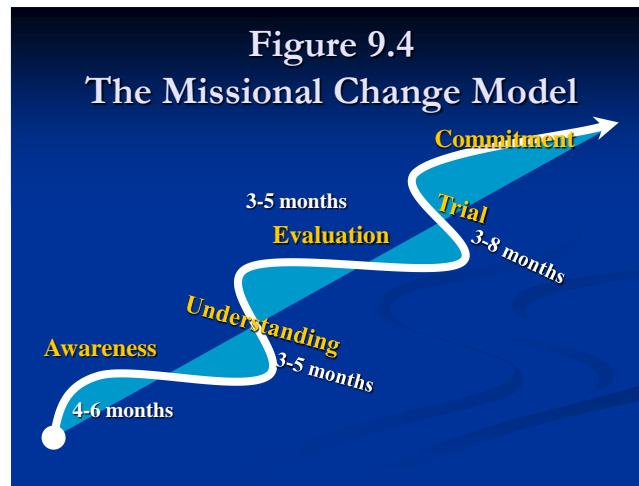 Figure 9.4
The Missional Change Model
Commitment
3-5 months
Trial
Evaluation
3-8 months
Understanding
Awareness
3-5 months
4-6 months